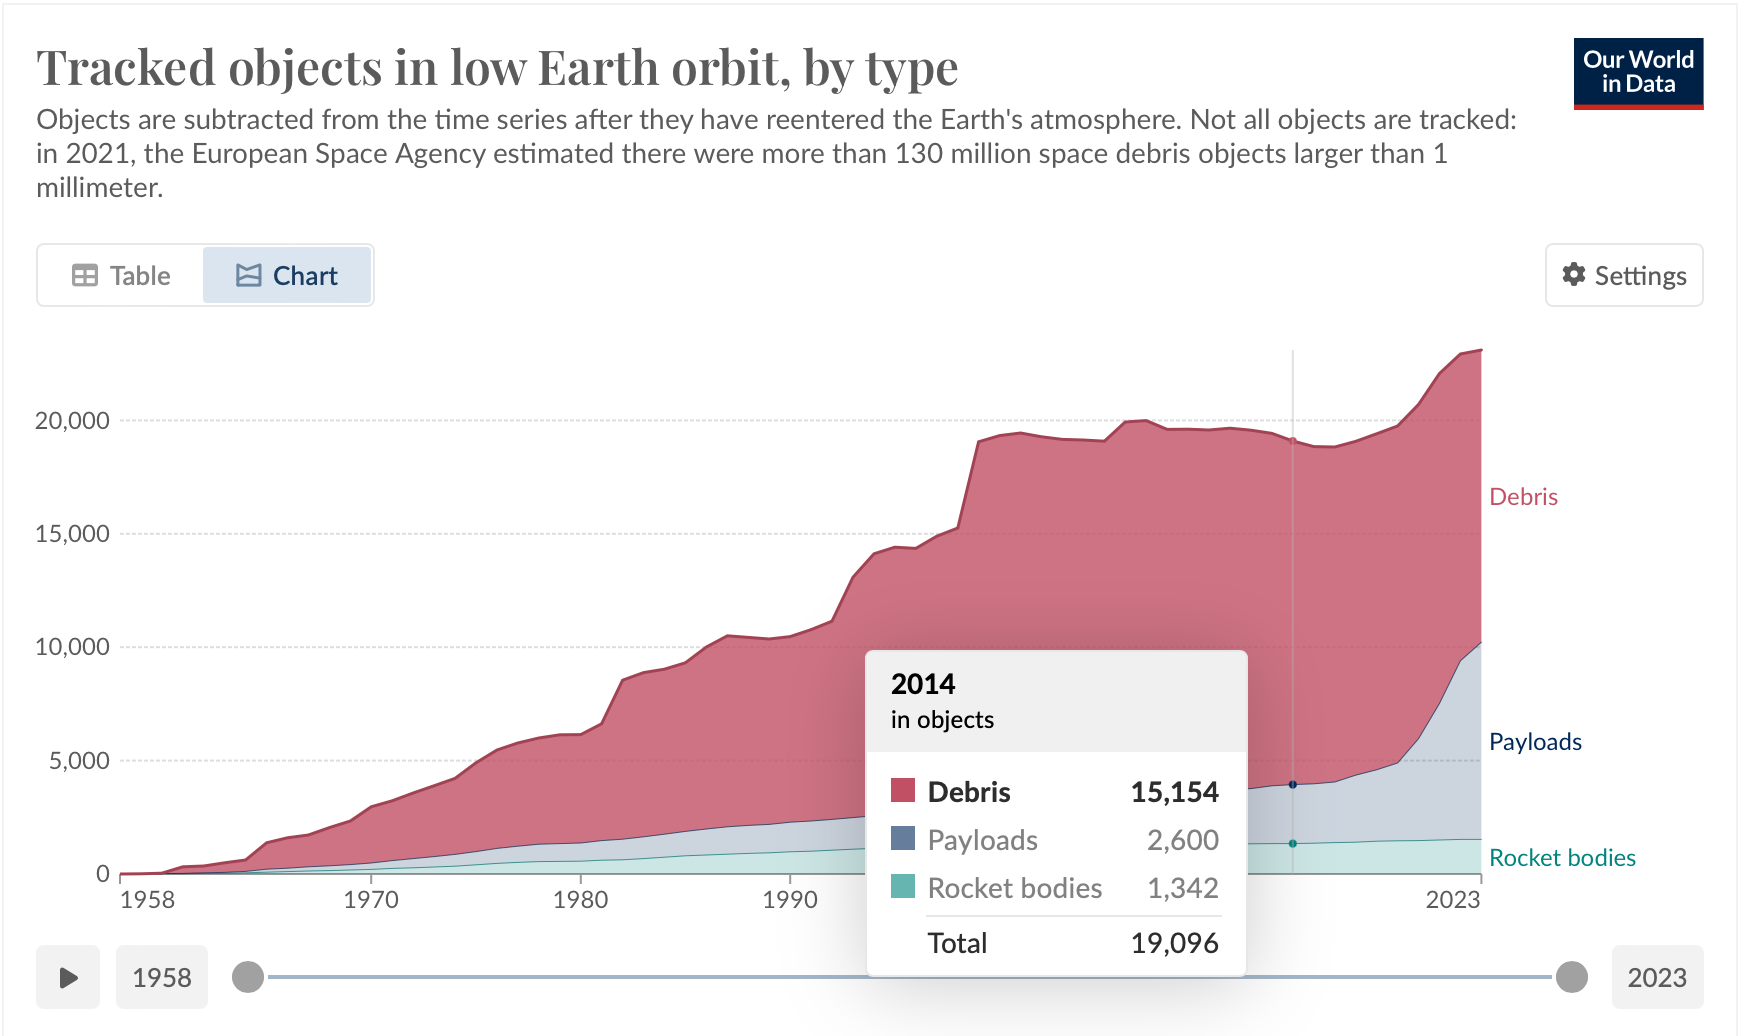 Tracked objects in low Earth orbit, by type
Our World
in Data
Objects are subtracted from the time series after they have reentered the Earth's atmosphere. Not all objects are tracked:
in 2021, the European Space Agency estimated there were more than 130 million space debris objects larger than 1
millimeter.
Table
Chart
Settings
20,000
15,000
10,000
5,000
0
Debris
Payloads
Rocket bodies
2014
in objects
Debris 15,154
Payloads 2,600
Rocket bodies 1,342
Total 19,096
1958
1970
1980
1990
2023
1958
2023